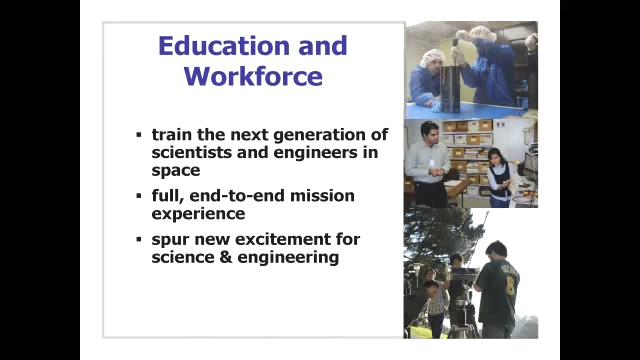 Education and
Workforce
▪ train the next generation of
scientists and engineers in
space
▪ full, end-to-end mission
experience
▪ spur new excitement for
science & engineering
8